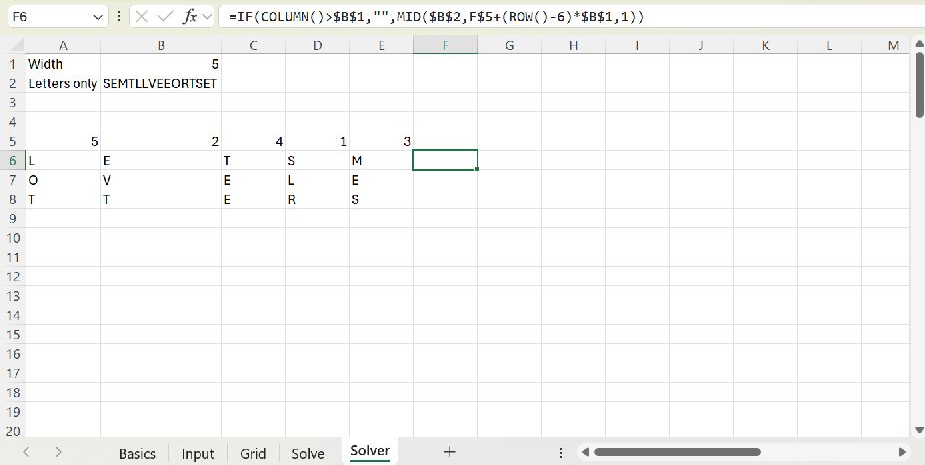 F6 fx =IF(COLUMN()>$B$1,"",MID($B$2,F$5+(ROW()-6)*$B$1,1))
A B C D E F G H I J K L M
1 Width 5
2 Letters only SEMTLLVEEORTSET
3
4
5 5 2 4 1 3
6 L E T S M
7 O V E L E
8 T T E R S
9
10
11
12
13
14
15
16
17
18
19
20
Basics Input Grid Solve Solver